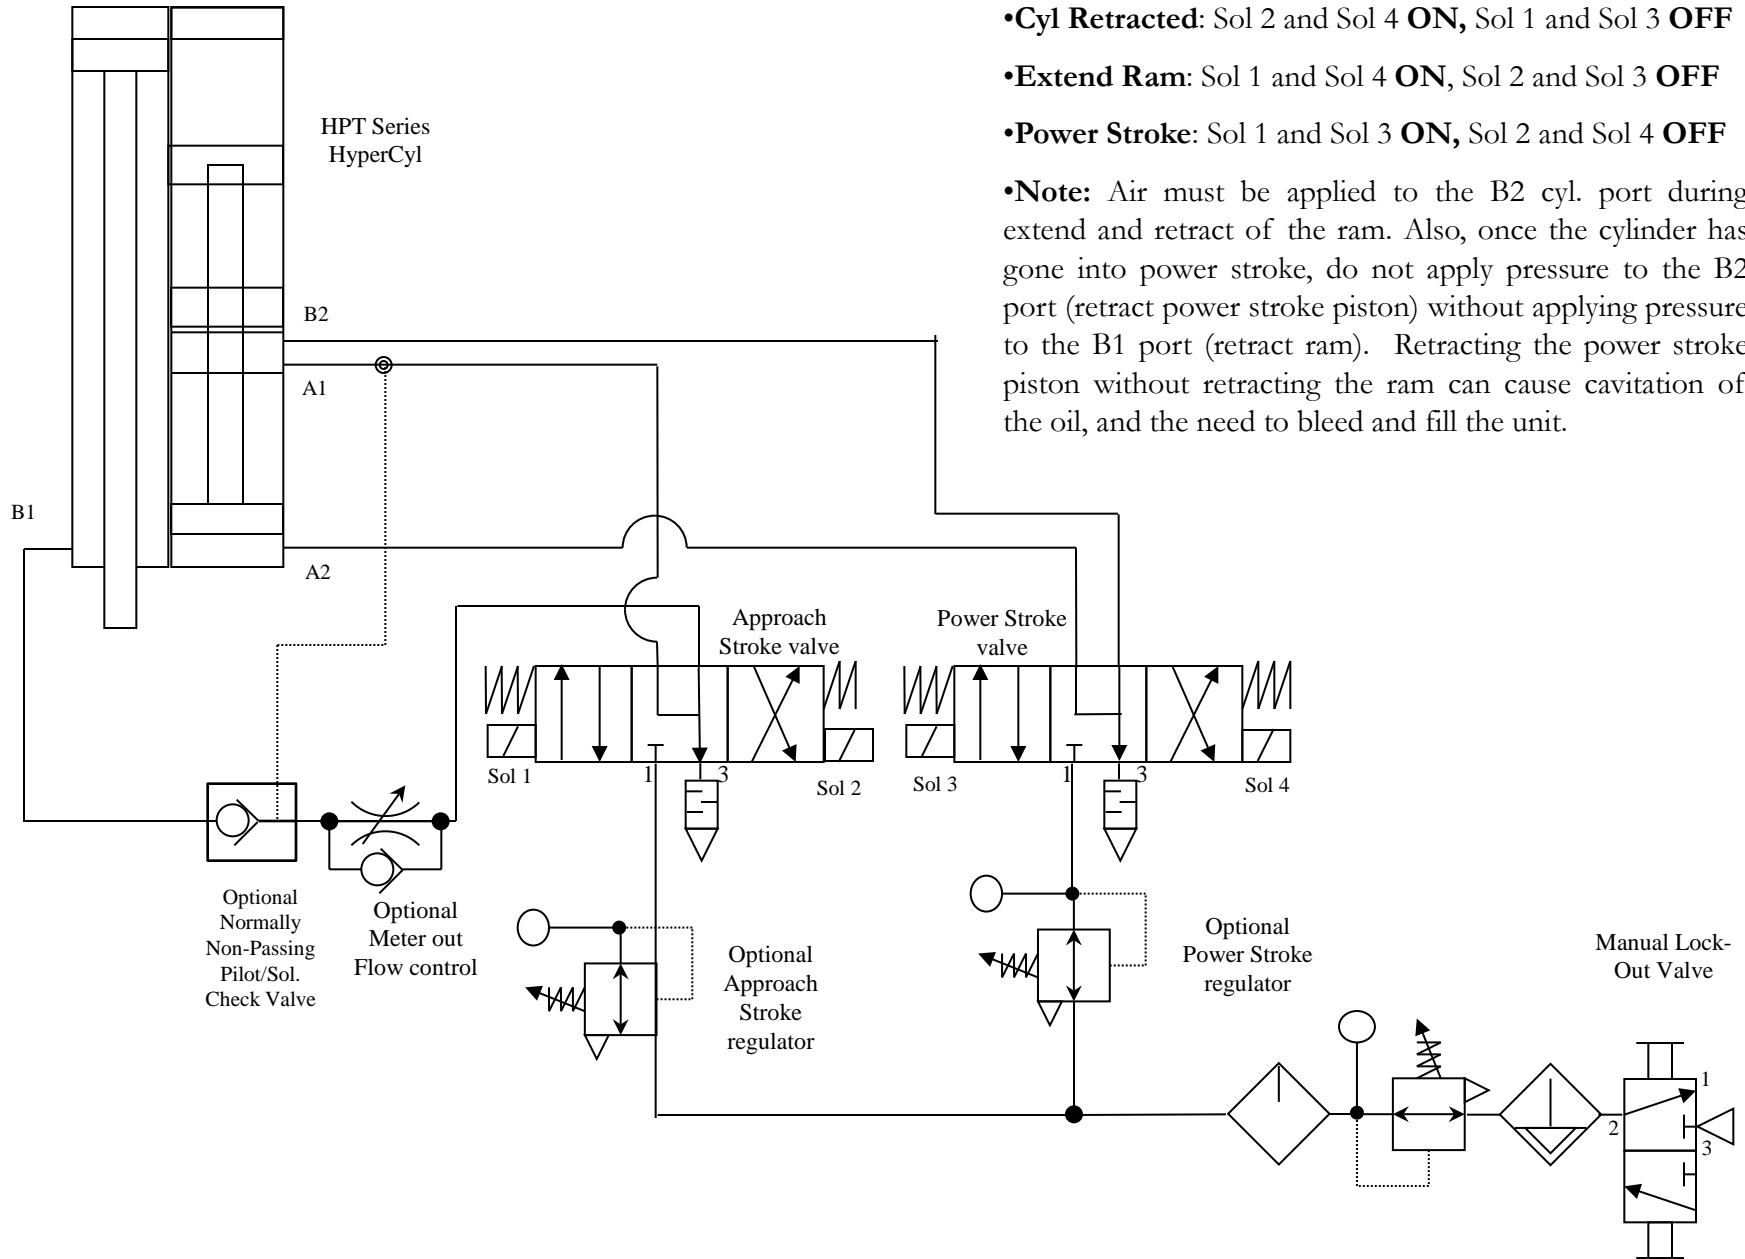 •Cyl Retracted: Sol 2 and Sol 4 ON, Sol 1 and Sol 3 OFF
•Extend Ram: Sol 1 and Sol 4 ON, Sol 2 and Sol 3 OFF
•Power Stroke: Sol 1 and Sol 3 ON, Sol 2 and Sol 4 OFF
•Note: Air must be applied to the B2 cyl. port during
extend and retract of the ram. Also, once the cylinder has
gone into power stroke, do not apply pressure to the B2
port (retract power stroke piston) without applying pressure
to the B1 port (retract ram). Retracting the power stroke
piston without retracting the ram can cause cavitation of
the oil, and the need to bleed and fill the unit.
HPT Series
HyperCyl
B2
A1
B1
A2
Approach
Stroke valve
Power Stroke
valve
Sol 1
1
3
Sol 2
Sol 3
1
3
Sol 4
Optional
Normally
Non-Passing
Pilot/Sol.
Check Valve
Optional
Meter out
Flow control
Optional
Approach
Stroke
regulator
Optional
Power Stroke
regulator
Manual Lock-
Out Valve
1
2
3